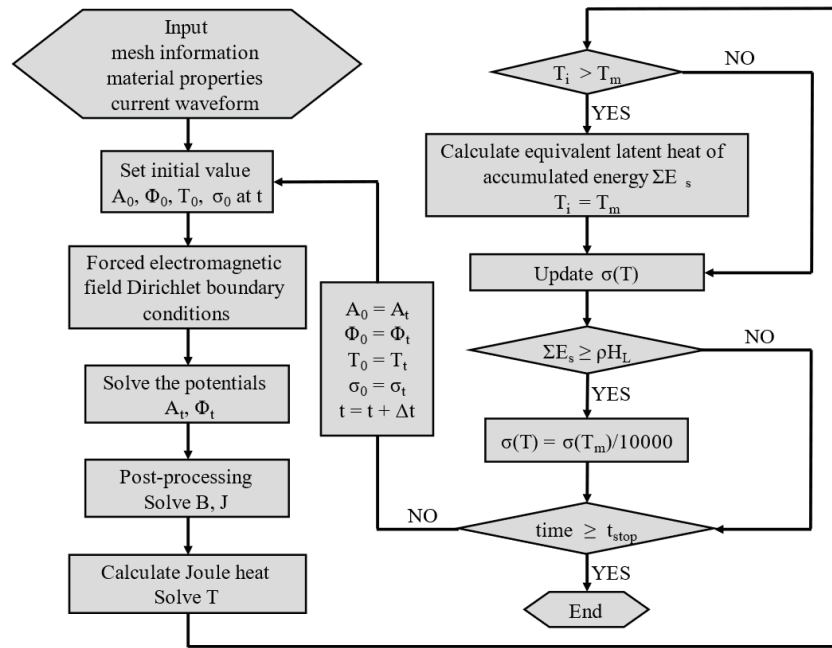 Input
mesh information
material properties
current waveform
Set initial value
A₀, Φ₀, T₀, σ₀ at t
Forced electromagnetic
field Dirichlet boundary
conditions
Solve the potentials
Aₜ, Φₜ
Post-processing
Solve B, J
Calculate Joule heat
Solve T
A₀ = Aₜ
Φ₀ = Φₜ
T₀ = Tₜ
σ₀ = σₜ
t = t + Δt
Tᵢ > Tₘ
NO
YES
Calculate equivalent latent heat of
accumulated energy ΣE ₛ
Tᵢ = Tₘ
Update σ(T)
ΣEₛ ≥ ρH_L
NO
YES
σ(T) = σ(Tₘ)/10000
time ≥ tₛₜₒₚ
NO
YES
End